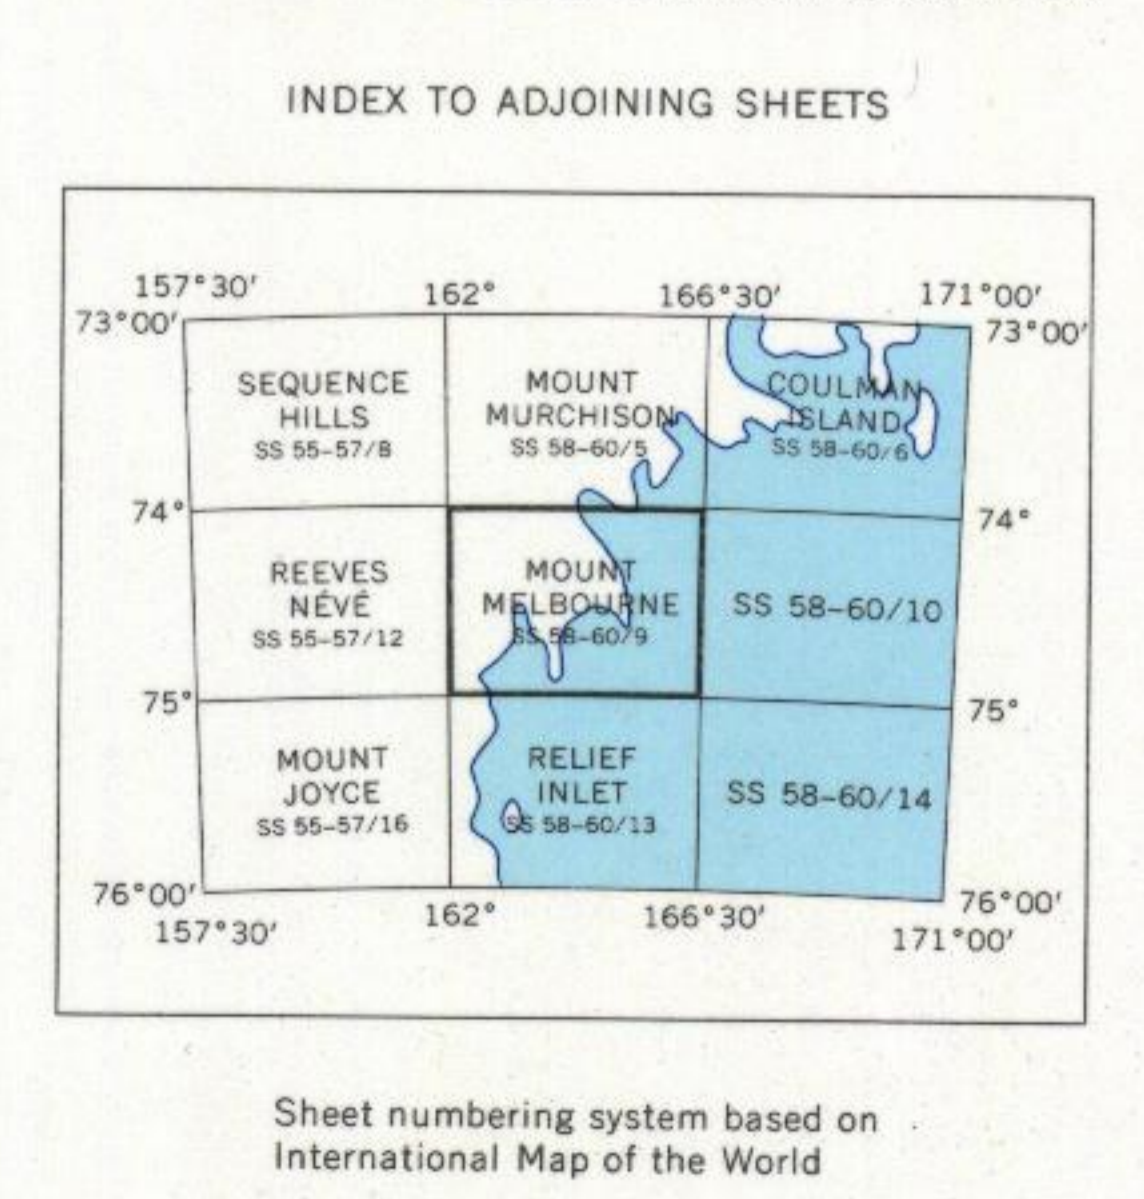 INDEX TO ADJOINING SHEETS
157°30′ 162° 166°30′ 171°00′
73°00′ 73°00′
SEQUENCE
HILLS
SS 55–57/8
MOUNT
MURCHISON
SS 58–60/5
COULMAN
ISLAND
SS 58–60/6
74° 74°
REEVES
NÉVÉ
SS 55–57/12
MOUNT
MELBOURNE
SS 58–60/9
SS 58–60/10
75° 75°
MOUNT
JOYCE
SS 55–57/16
RELIEF
INLET
SS 58–60/13
SS 58–60/14
76°00′ 76°00′
157°30′ 162° 166°30′ 171°00′
Sheet numbering system based on
International Map of the World